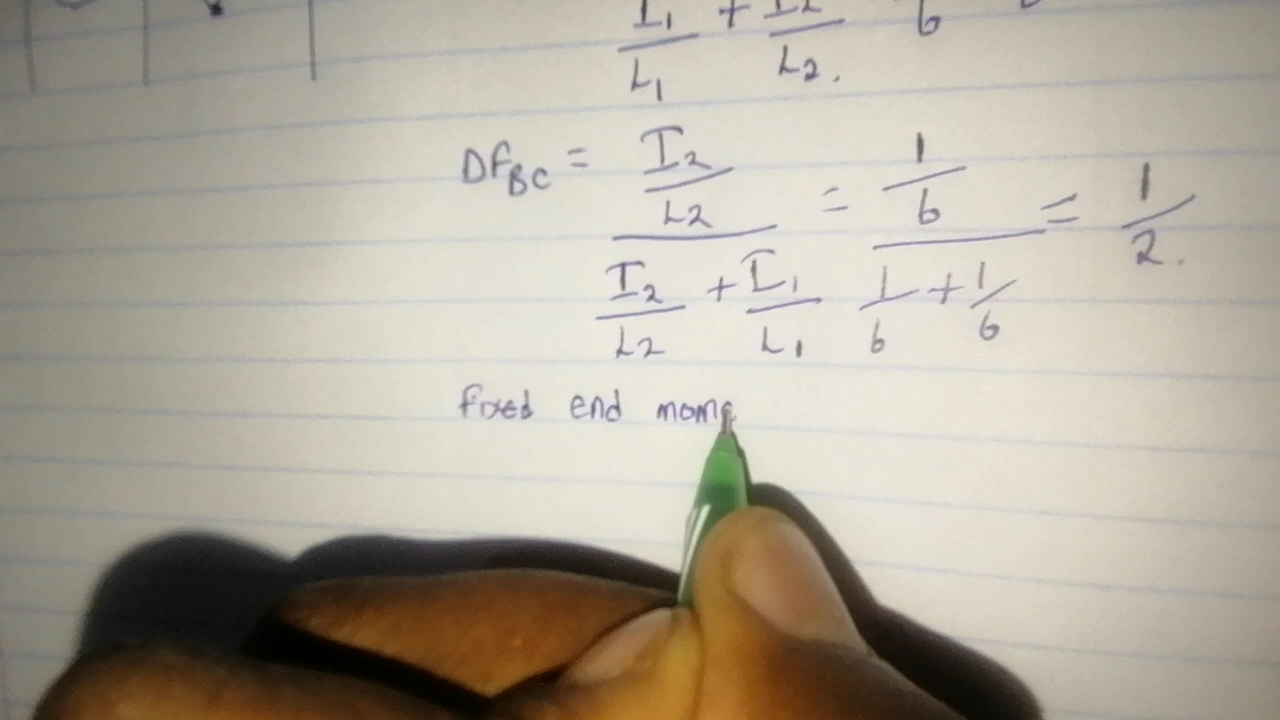 I₁/L₁ + I₂/L₂. 6
DF_BC = (I₂/L₂)/(I₂/L₂ + I₁/L₁) = (1/6)/(1/6 + 1/6) = 1/2.
fixed end mome